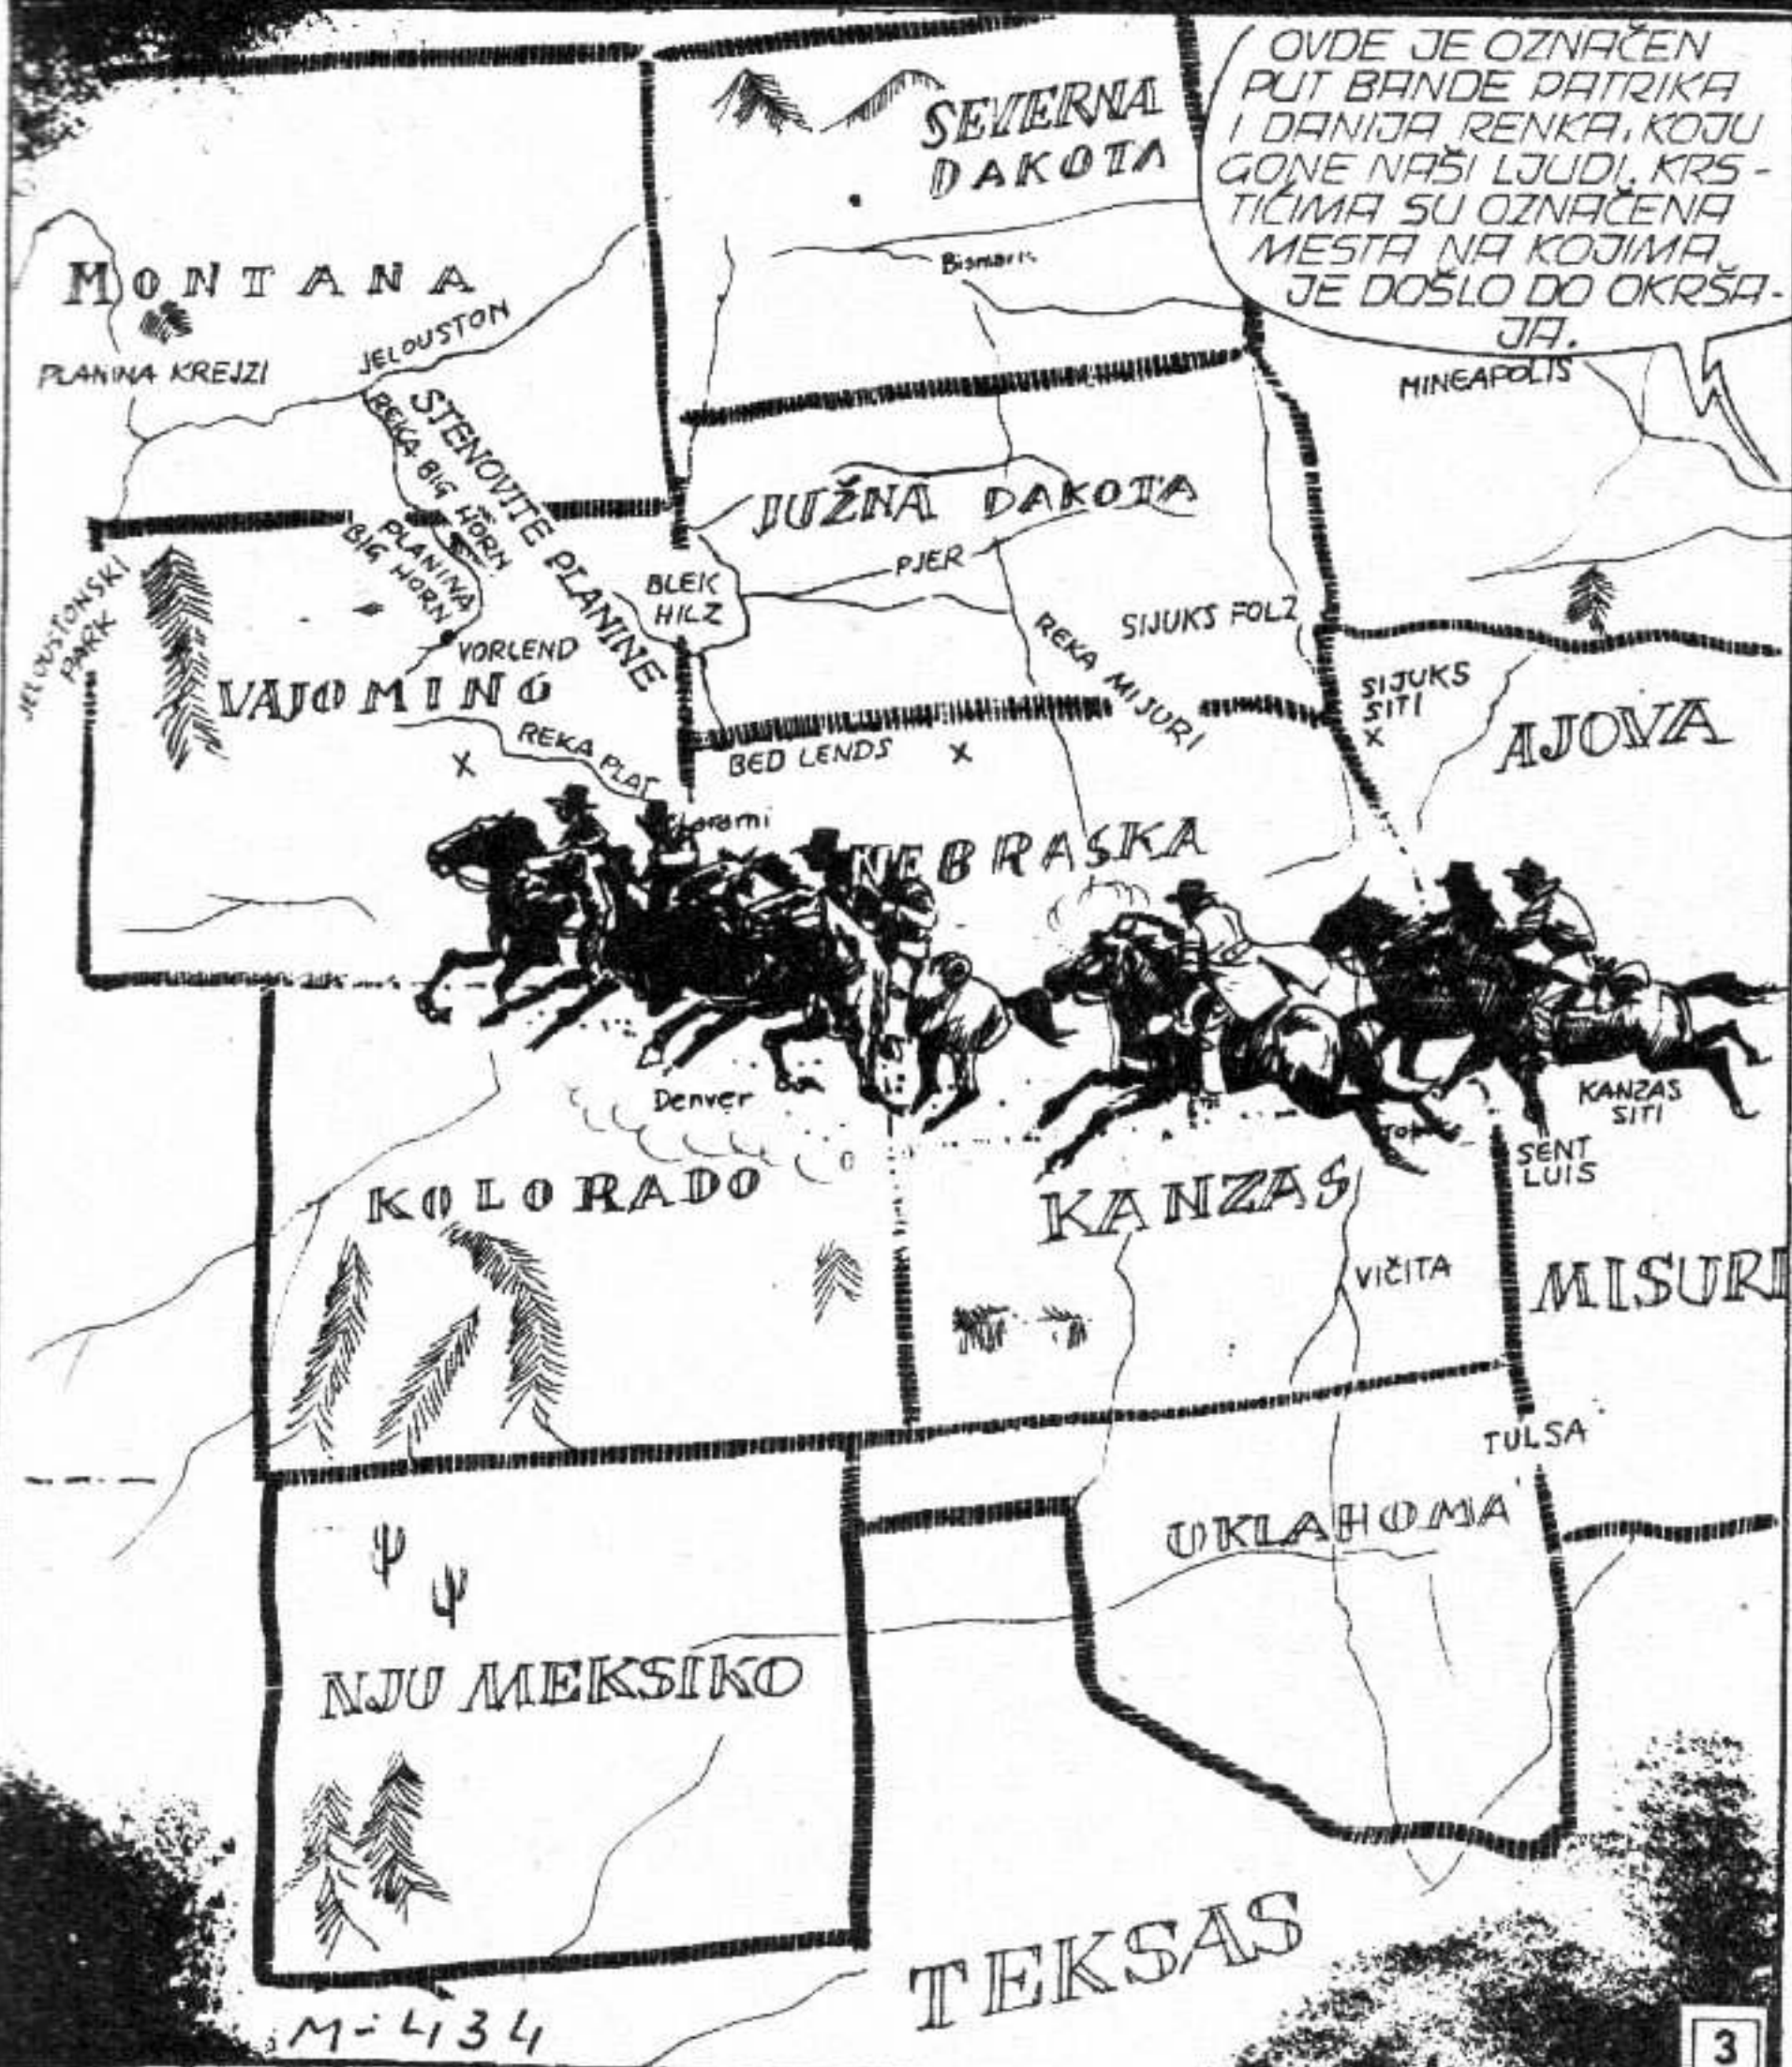 OVDE JE OZNAČEN
PUT BANDE PATRIKA
I DANIJA RENKA, KOJU
GONE NAŠI LJUDI. KRS-
TIĆIMA SU OZNAČENA
MESTA NA KOJIMA
JE DOŠLO DO OKRŠA-
JA.
SEVERNA
DAKOTA
Bismark
MONTANA
PLANINA KREJZI
JELOUSTON
MINEAPOLIS
STENOVITE PLANINE
REKA BIG HORN
PLANINA
BIG HORN
JUŽNA DAKOTA
PJER
BLEK
HILZ
JELOUSTONSKI
PARK
VORLEND
VAJOMING
REKA PLAT
SIJUKS FOLZ
REKA MIJURI
SIJUKS
SITI
X
AJOVA
X
BED LENDS
X
Larami
NEBRASKA
Denver
KANZAS
SITI
SENT
LUIS
KOLORADO
KANZAS
VIČITA
MISURI
TULSA
UKLAHOMA
NJU MEKSIKO
TEKSAS
M-434
3